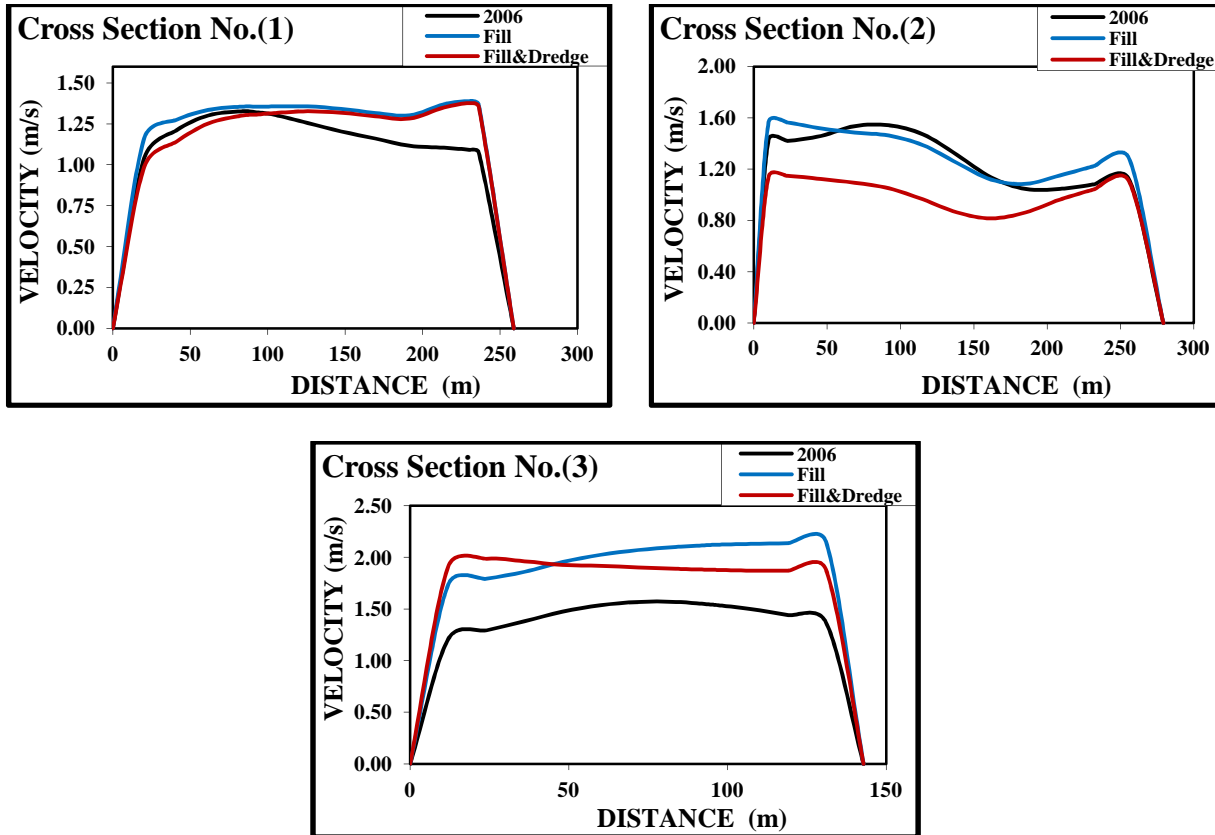 Cross Section No.(1)
2006
Fill
Fill&Dredge
VELOCITY (m/s)
1.50
1.25
1.00
0.75
0.50
0.25
0.00
0 50 100 150 200 250 300
DISTANCE (m)
Cross Section No.(2)
2006
Fill
Fill&Dredge
VELOCITY (m/s)
2.00
1.60
1.20
0.80
0.40
0.00
0 50 100 150 200 250 300
DISTANCE (m)
Cross Section No.(3)
2006
Fill
Fill&Dredge
VELOCITY (m/s)
2.50
2.00
1.50
1.00
0.50
0.00
0 50 100 150
DISTANCE (m)